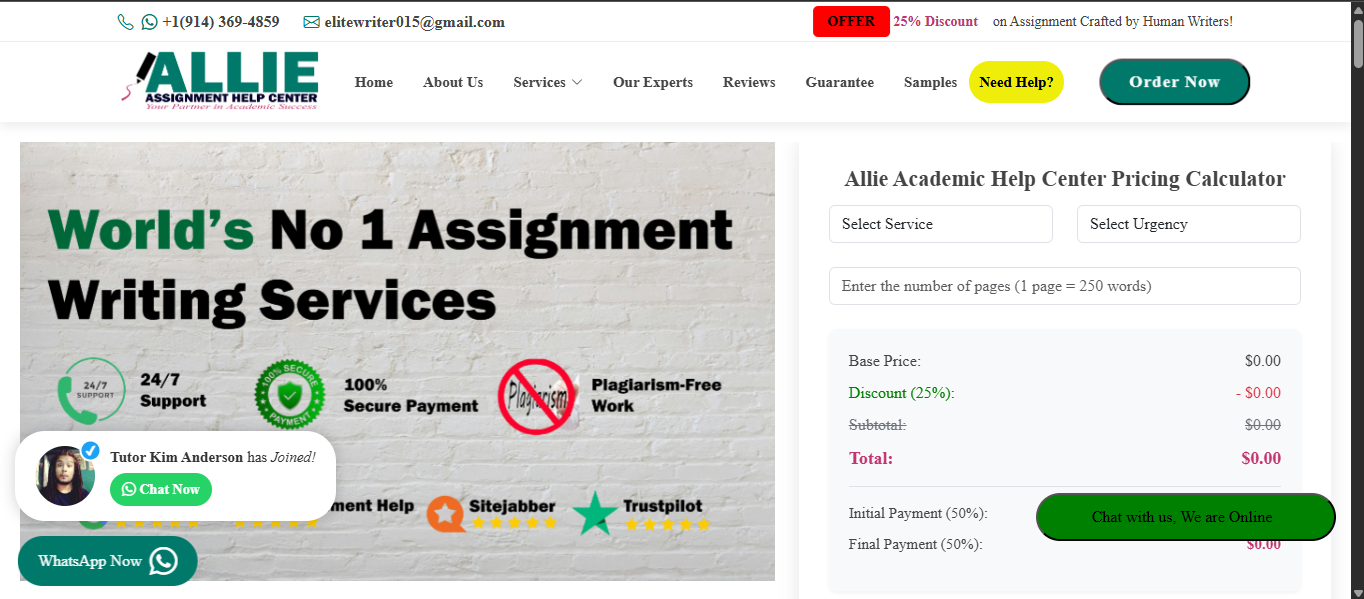 +1(914) 369-4859 elitewriter015@gmail.com OFFER 25% Discount on Assignment Crafted by Human Writers!
ALLIE
ASSIGNMENT HELP CENTER
Your Partner in Academic Success
Home About Us Services Our Experts Reviews Guarantee Samples Need Help? Order Now
World's No 1 Assignment
Writing Services
24/7
SUPPORT
24/7
Support
100% SECURE
PAYMENT
100%
Secure Payment
Plagiarism
Plagiarism-Free
Work
Tutor Kim Anderson has Joined!
Chat Now
ment Help
Sitejabber
Trustpilot
WhatsApp Now
Allie Academic Help Center Pricing Calculator
Select Service Select Urgency
Enter the number of pages (1 page = 250 words)
Base Price: $0.00
Discount (25%): - $0.00
Subtotal: $0.00
Total: $0.00
Initial Payment (50%):
Chat with us, We are Online
Final Payment (50%): $0.00